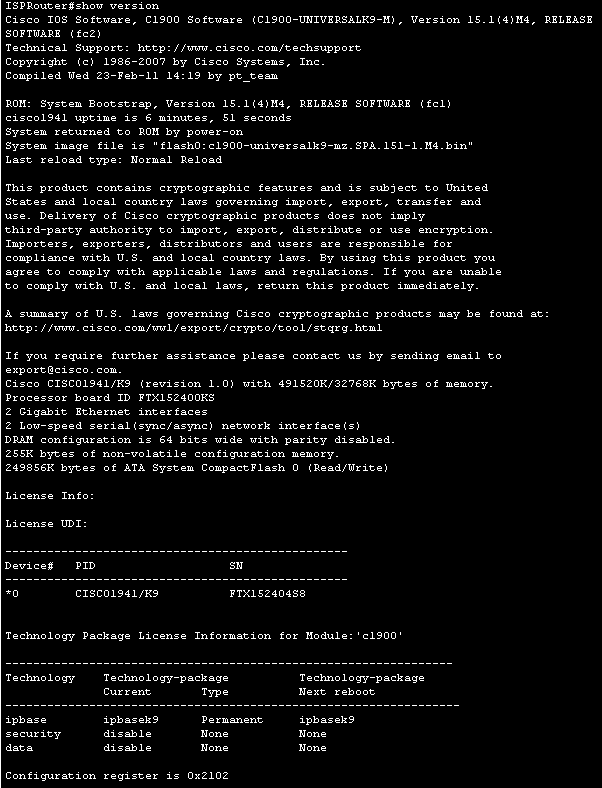 ISPRouter#show version
Cisco IOS Software, C1900 Software (C1900-UNIVERSALK9-M), Version 15.1(4)M4, RELEASE
SOFTWARE (fc2)
Technical Support: http://www.cisco.com/techsupport
Copyright (c) 1986-2007 by Cisco Systems, Inc.
Compiled Wed 23-Feb-11 14:19 by pt_team

ROM: System Bootstrap, Version 15.1(4)M4, RELEASE SOFTWARE (fc1)
cisco1941 uptime is 6 minutes, 51 seconds
System returned to ROM by power-on
System image file is "flash0:c1900-universalk9-mz.SPA.151-1.M4.bin"
Last reload type: Normal Reload

This product contains cryptographic features and is subject to United
States and local country laws governing import, export, transfer and
use. Delivery of Cisco cryptographic products does not imply
third-party authority to import, export, distribute or use encryption.
Importers, exporters, distributors and users are responsible for
compliance with U.S. and local country laws. By using this product you
agree to comply with applicable laws and regulations. If you are unable
to comply with U.S. and local laws, return this product immediately.

A summary of U.S. laws governing Cisco cryptographic products may be found at:
http://www.cisco.com/wwl/export/crypto/tool/stqrg.html

If you require further assistance please contact us by sending email to
export@cisco.com.
Cisco CISCO1941/K9 (revision 1.0) with 491520K/32768K bytes of memory.
Processor board ID FTX152400KS
2 Gigabit Ethernet interfaces
2 Low-speed serial(sync/async) network interface(s)
DRAM configuration is 64 bits wide with parity disabled.
255K bytes of non-volatile configuration memory.
249856K bytes of ATA System CompactFlash 0 (Read/Write)

License Info:

License UDI:

-------------------------------------------------
Device#   PID                   SN
-------------------------------------------------
*0        CISCO1941/K9          FTX152404S8

Technology Package License Information for Module:'c1900'

----------------------------------------------------------------
Technology    Technology-package          Technology-package
              Current       Type          Next reboot
-----------------------------------------------------------------
ipbase        ipbasek9      Permanent     ipbasek9
security      disable       None          None
data          disable       None          None

Configuration register is 0x2102